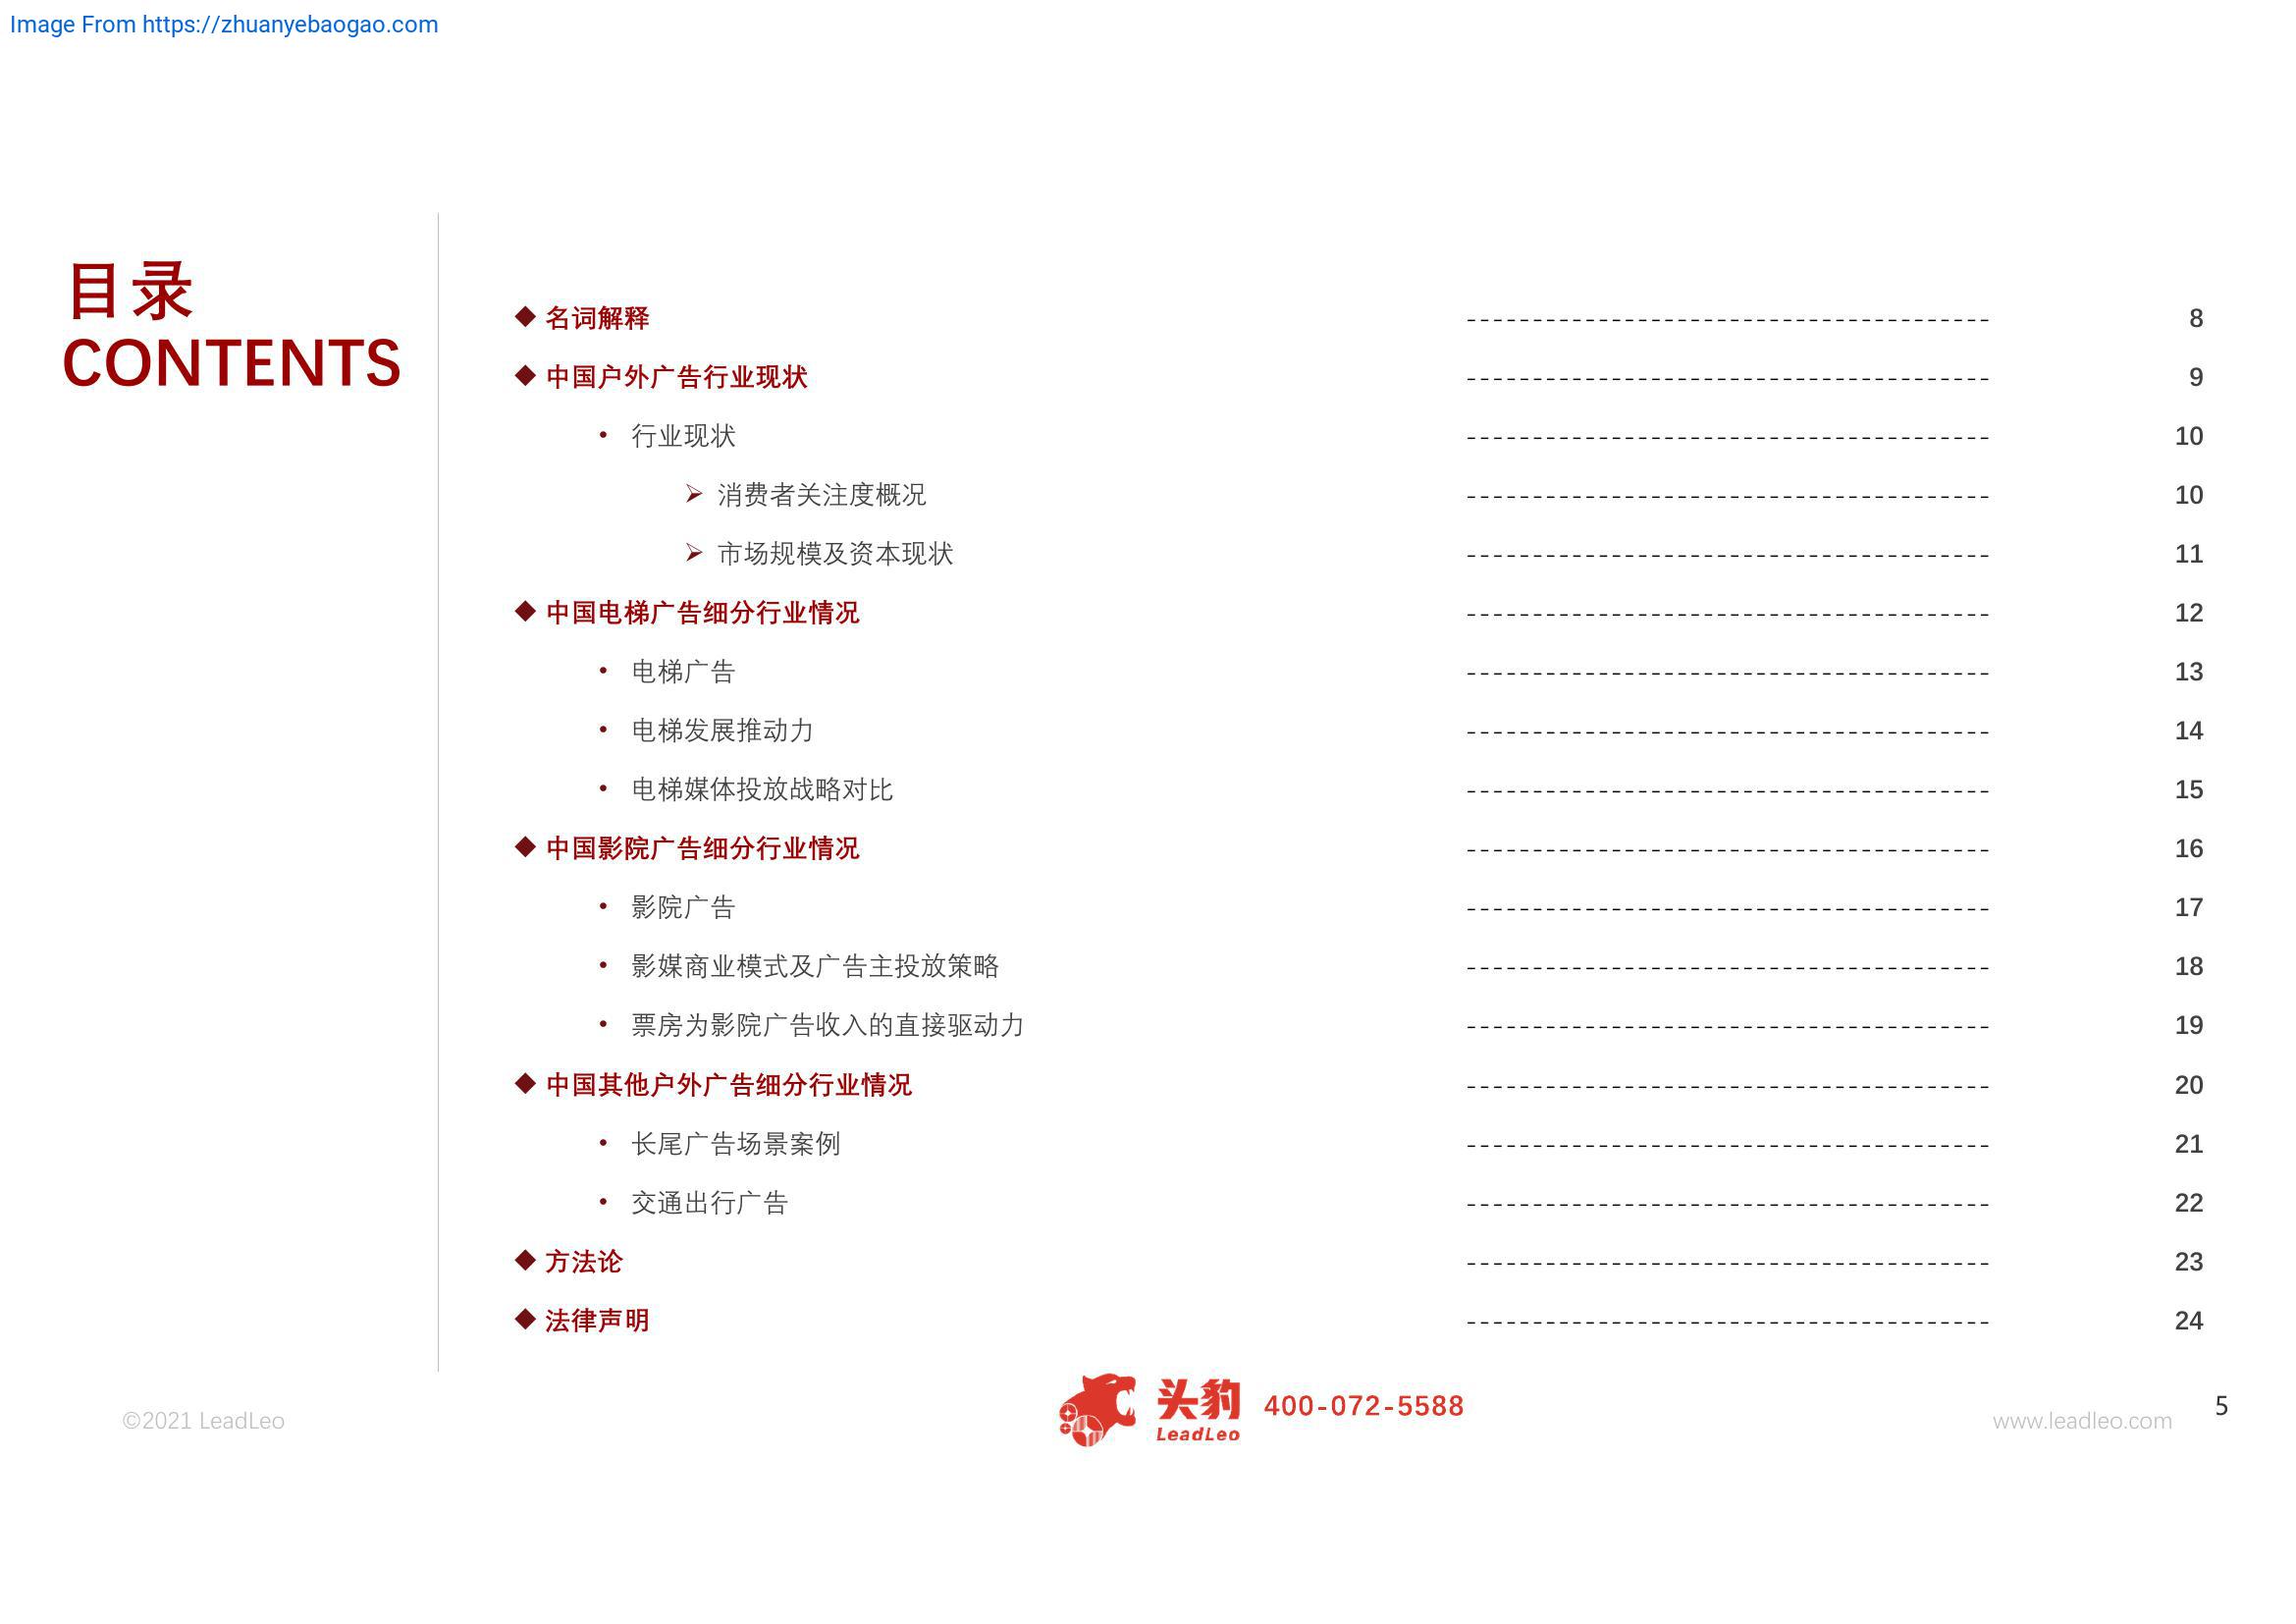 Image From https://zhuanyebaogao.com
目录
CONTENTS
◆ 名词解释 ---------------------------------------- 8
◆ 中国户外广告行业现状 ---------------------------------------- 9
• 行业现状 ---------------------------------------- 10
➢ 消费者关注度概况 ---------------------------------------- 10
➢ 市场规模及资本现状 ---------------------------------------- 11
◆ 中国电梯广告细分行业情况 ---------------------------------------- 12
• 电梯广告 ---------------------------------------- 13
• 电梯发展推动力 ---------------------------------------- 14
• 电梯媒体投放战略对比 ---------------------------------------- 15
◆ 中国影院广告细分行业情况 ---------------------------------------- 16
• 影院广告 ---------------------------------------- 17
• 影媒商业模式及广告主投放策略 ---------------------------------------- 18
• 票房为影院广告收入的直接驱动力 ---------------------------------------- 19
◆ 中国其他户外广告细分行业情况 ---------------------------------------- 20
• 长尾广告场景案例 ---------------------------------------- 21
• 交通出行广告 ---------------------------------------- 22
◆ 方法论 ---------------------------------------- 23
◆ 法律声明 ---------------------------------------- 24
©2021 LeadLeo
头豹
LeadLeo
400-072-5588
www.leadleo.com
5